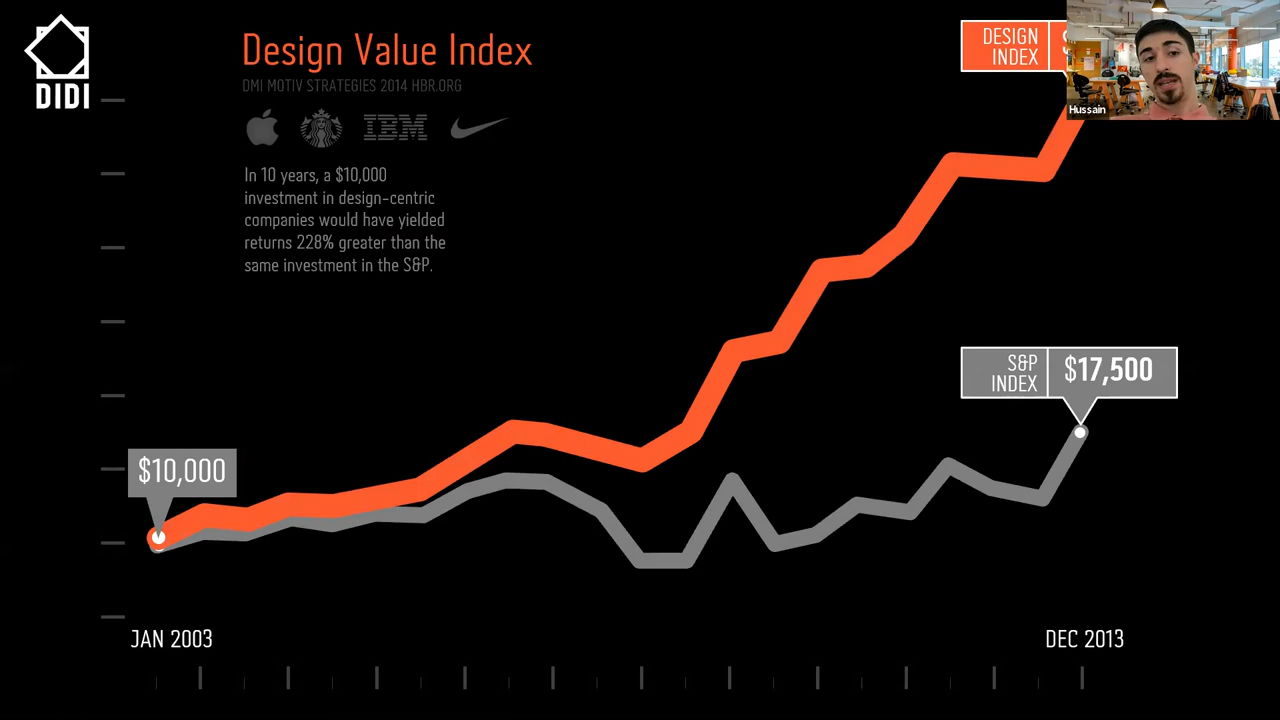 DIDI
Design Value Index
DMI MOTIV STRATEGIES 2014 HBR.ORG
IBM
In 10 years, a $10,000
investment in design-centric
companies would have yielded
returns 228% greater than the
same investment in the S&P.
DESIGN
INDEX
Hussain
S&P
INDEX
$17,500
$10,000
JAN 2003
DEC 2013